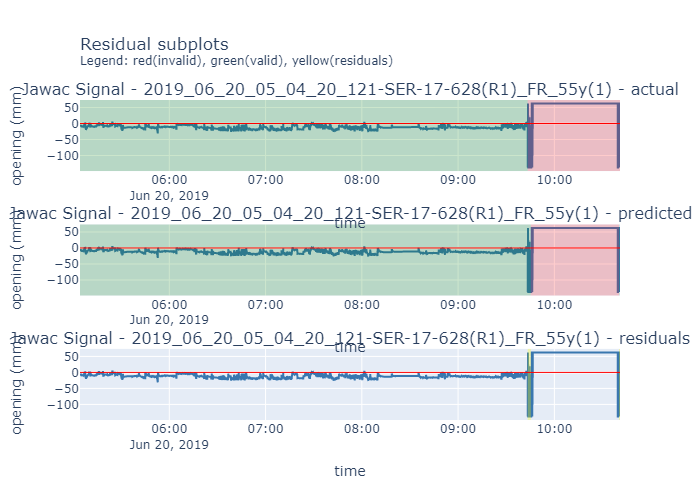 Residual subplots
Legend: red(invalid), green(valid), yellow(residuals)
Jawac Signal - 2019_06_20_05_04_20_121-SER-17-628(R1)_FR_55y(1) - actual
opening (mm)
50
0
−50
−100
06:00 07:00 08:00 09:00 10:00
Jun 20, 2019
time
Jawac Signal - 2019_06_20_05_04_20_121-SER-17-628(R1)_FR_55y(1) - predicted
opening (mm)
50
0
−50
−100
06:00 07:00 08:00 09:00 10:00
Jun 20, 2019
time
Jawac Signal - 2019_06_20_05_04_20_121-SER-17-628(R1)_FR_55y(1) - residuals
opening (mm)
50
0
−50
−100
06:00 07:00 08:00 09:00 10:00
Jun 20, 2019
time